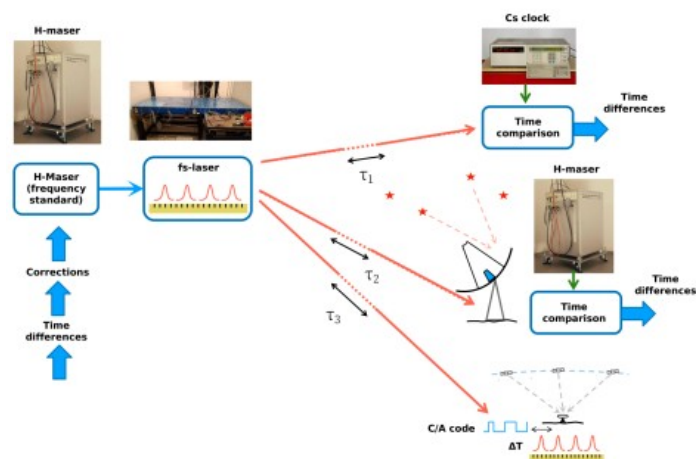 H-maser
Cs clock
Time
differences
Time
comparison
H-Maser
(frequency
standard)
fs-laser
τ1
H-maser
Corrections
τ2
Time
differences
τ3
Time
comparison
Time
differences
C/A code
ΔT